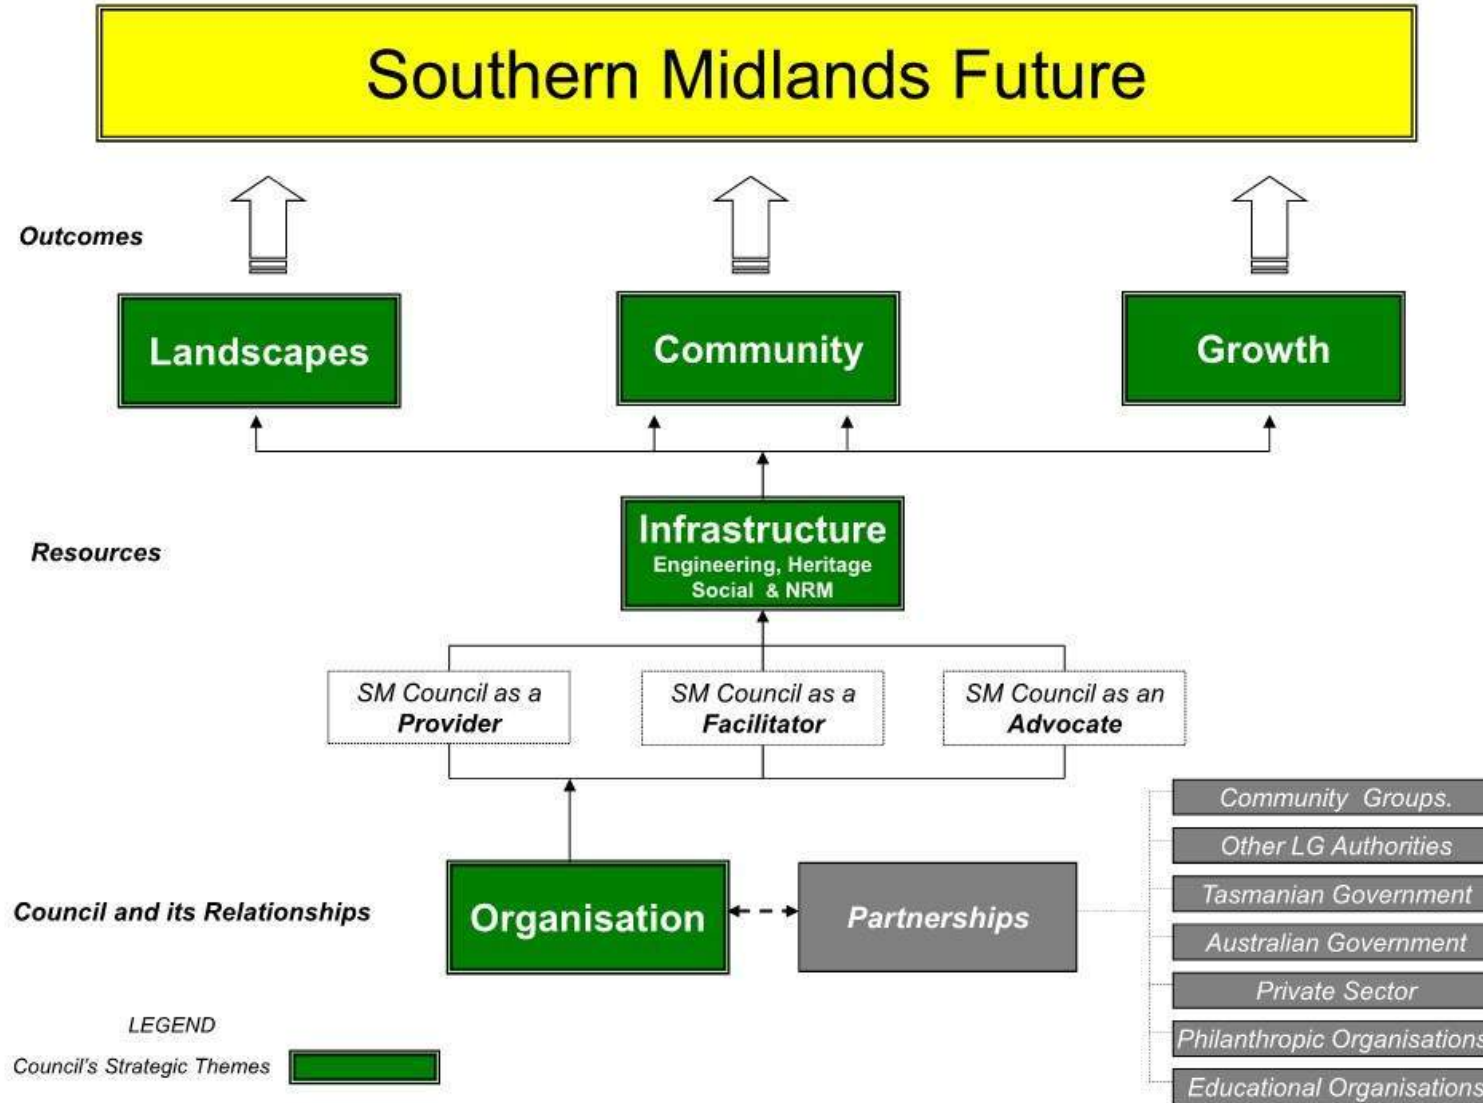 Southern Midlands Future
Outcomes
Landscapes
Community
Growth
Resources
Infrastructure
Engineering, Heritage
Social & NRM
SM Council as a
Provider
SM Council as a
Facilitator
SM Council as an
Advocate
Council and its Relationships
Organisation
Partnerships
Community Groups.
Other LG Authorities
Tasmanian Government
Australian Government
Private Sector
Philanthropic Organisations
Educational Organisations
LEGEND
Council's Strategic Themes